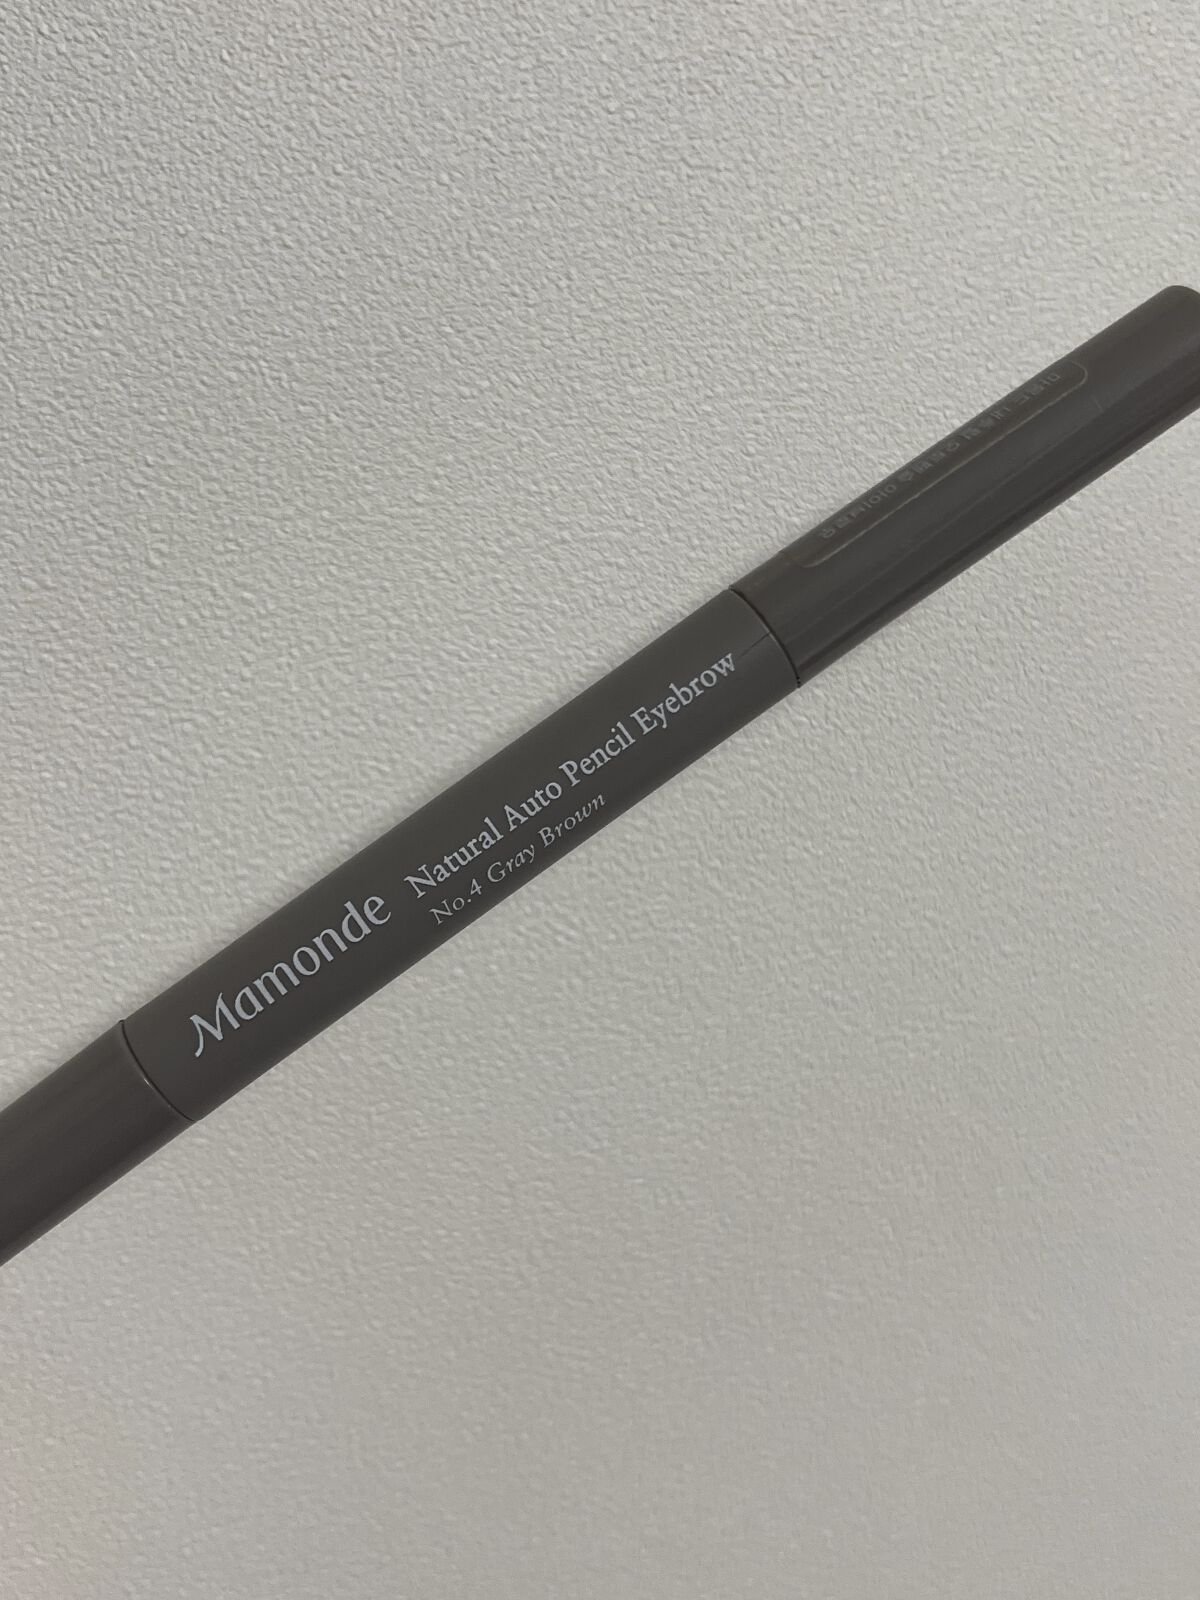 Mamonde
Natural Auto Pencil Eyebrow
No.4 Gray Brown